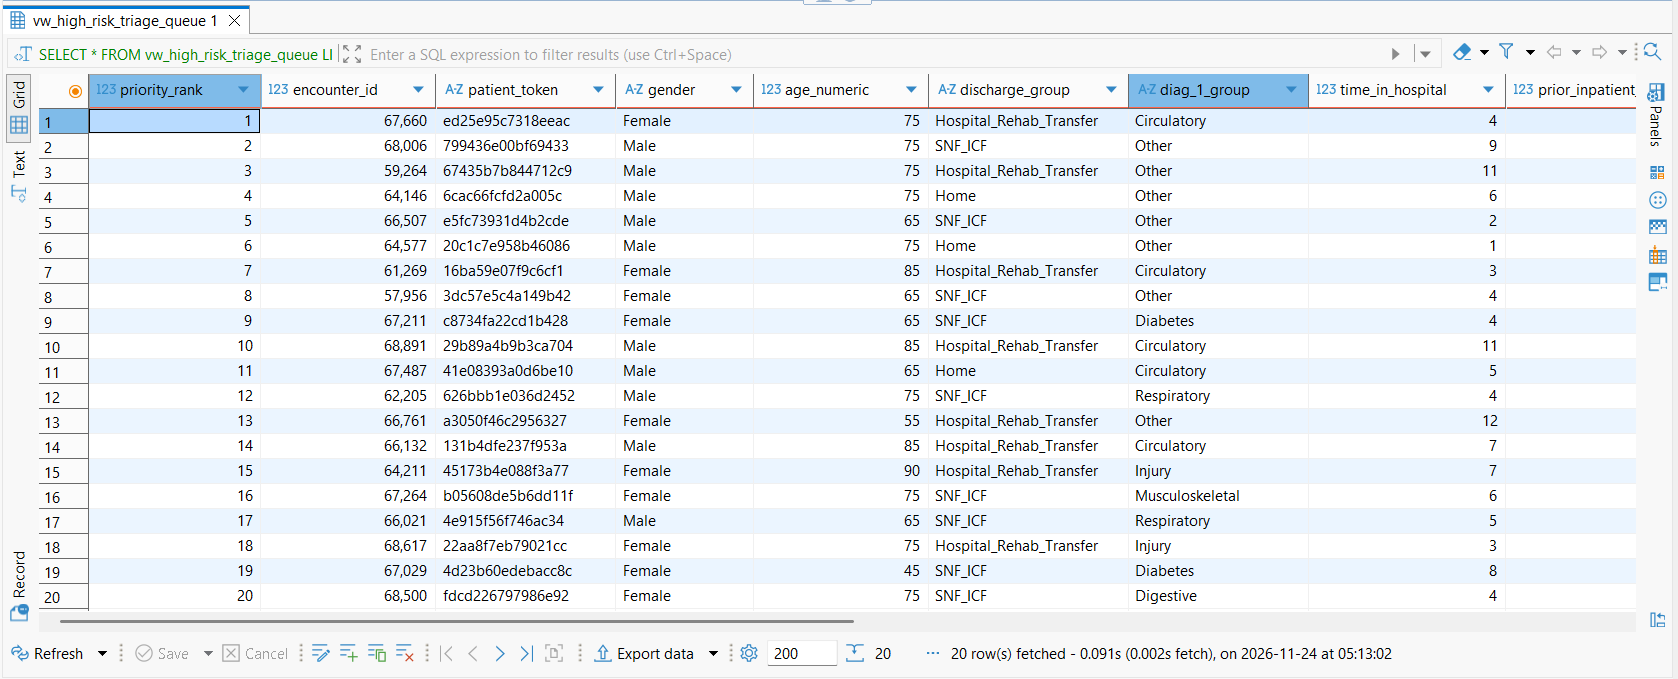 vw_high_risk_triage_queue 1
SELECT * FROM vw_high_risk_triage_queue LI Enter a SQL expression to filter results (use Ctrl+Space)
Grid
Text
Record
Panels
123 priority_rank 123 encounter_id A-Z patient_token A-Z gender 123 age_numeric A-Z discharge_group A-Z diag_1_group 123 time_in_hospital 123 prior_inpatient_
1 1 67,660 ed25e95c7318eeac Female 75 Hospital_Rehab_Transfer Circulatory 4
2 2 68,006 799436e00bf69433 Male 75 SNF_ICF Other 9
3 3 59,264 67435b7b844712c9 Male 75 Hospital_Rehab_Transfer Other 11
4 4 64,146 6cac66fcfd2a005c Male 75 Home Other 6
5 5 66,507 e5fc73931d4b2cde Male 65 SNF_ICF Other 2
6 6 64,577 20c1c7e958b46086 Male 75 Home Other 1
7 7 61,269 16ba59e07f9c6cf1 Female 85 Hospital_Rehab_Transfer Circulatory 3
8 8 57,956 3dc57e5c4a149b42 Female 65 SNF_ICF Other 4
9 9 67,211 c8734fa22cd1b428 Female 65 SNF_ICF Diabetes 4
10 10 68,891 29b89a4b9b3ca704 Male 85 Hospital_Rehab_Transfer Circulatory 11
11 11 67,487 41e08393a0d6be10 Male 65 Home Circulatory 5
12 12 62,205 626bbb1e036d2452 Male 75 SNF_ICF Respiratory 4
13 13 66,761 a3050f46c2956327 Female 55 Hospital_Rehab_Transfer Other 12
14 14 66,132 131b4dfe237f953a Male 85 Hospital_Rehab_Transfer Circulatory 7
15 15 64,211 45173b4e088f3a77 Female 90 Hospital_Rehab_Transfer Injury 7
16 16 67,264 b05608de5b6dd11f Female 75 SNF_ICF Musculoskeletal 6
17 17 66,021 4e915f56f746ac34 Male 65 SNF_ICF Respiratory 5
18 18 68,617 22aa8f7eb79021cc Female 75 Hospital_Rehab_Transfer Injury 3
19 19 67,029 4d23b60edebacc8c Female 45 SNF_ICF Diabetes 8
20 20 68,500 fdcd226797986e92 Female 75 SNF_ICF Digestive 4
Refresh Save Cancel Export data 200 20 ··· 20 row(s) fetched - 0.091s (0.002s fetch), on 2026-11-24 at 05:13:02